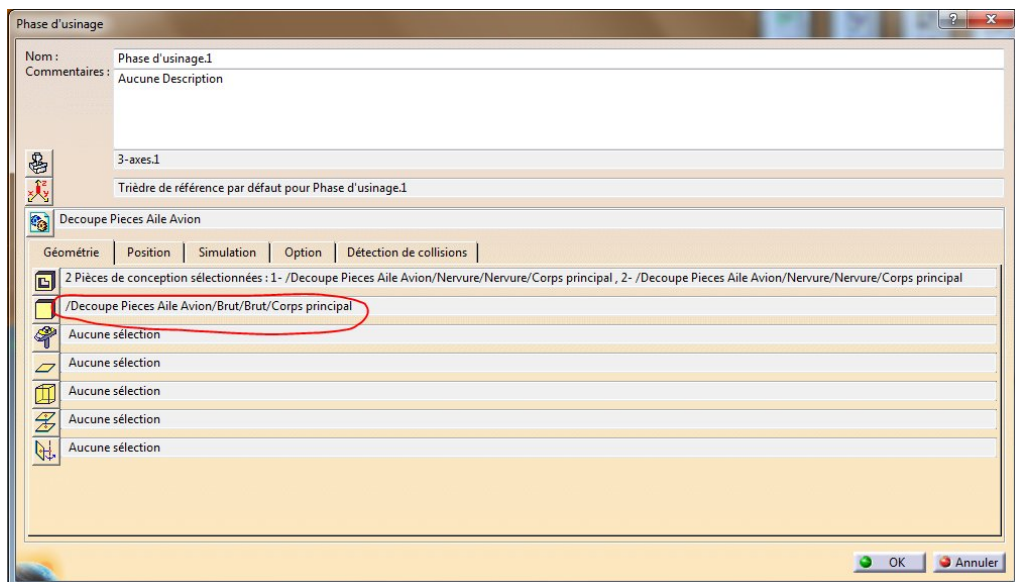 Phase d'usinage
Nom :
Phase d'usinage.1
Commentaires :
Aucune Description
3-axes.1
Trièdre de référence par défaut pour Phase d'usinage.1
Decoupe Pieces Aile Avion
Géométrie Position Simulation Option Détection de collisions
2 Pièces de conception sélectionnées : 1- /Decoupe Pieces Aile Avion/Nervure/Nervure/Corps principal , 2- /Decoupe Pieces Aile Avion/Nervure/Nervure/Corps principal
/Decoupe Pieces Aile Avion/Brut/Brut/Corps principal
Aucune sélection
Aucune sélection
Aucune sélection
Aucune sélection
Aucune sélection
OK Annuler